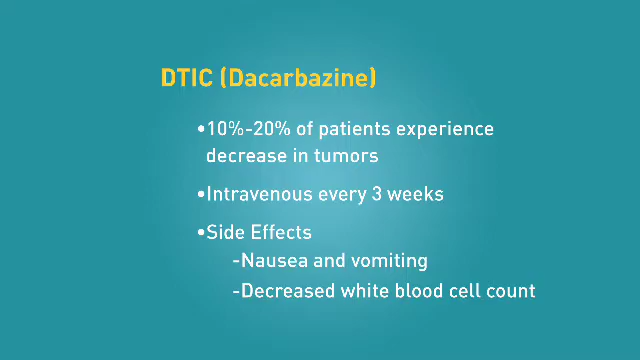 DTIC (Dacarbazine)
•10%-20% of patients experience
decrease in tumors
•Intravenous every 3 weeks
•Side Effects
-Nausea and vomiting
-Decreased white blood cell count